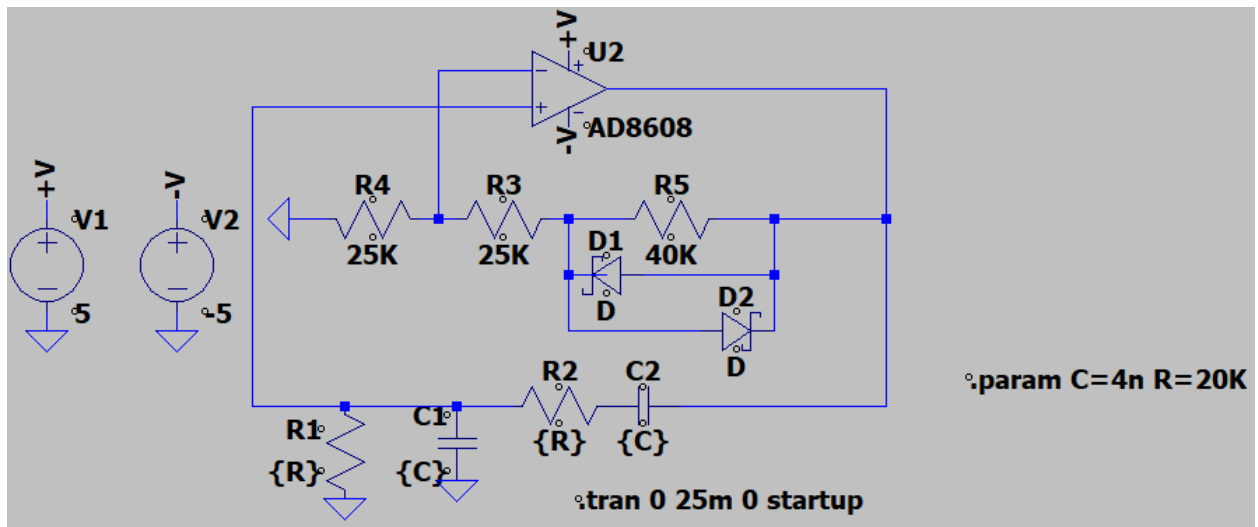 +V
U2
AD8608
-V
+V
V1
5
-V
V2
-5
R4
25K
R3
25K
R5
40K
D1
D
D2
D
R1
{R}
C1
{C}
R2
{R}
C2
{C}
.param C=4n R=20K
.tran 0 25m 0 startup